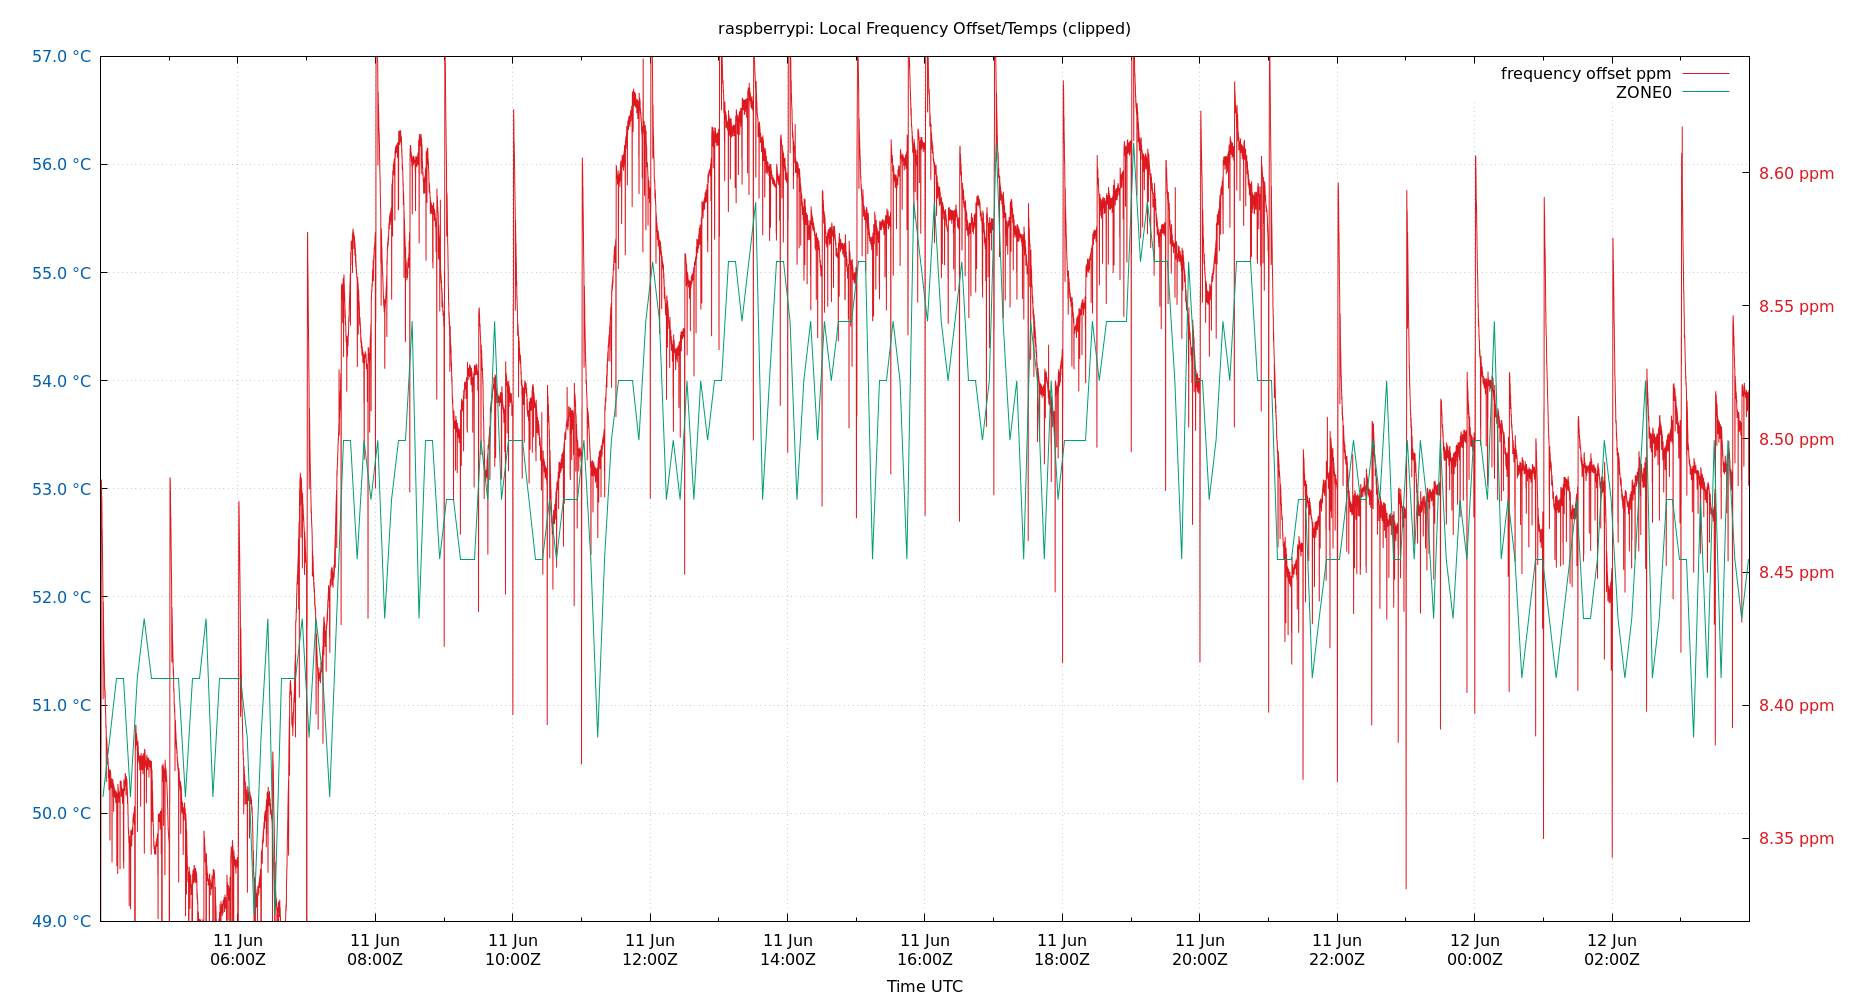 raspberrypi: Local Frequency Offset/Temps (clipped)
frequency offset ppm
ZONE0
57.0 °C
56.0 °C
55.0 °C
54.0 °C
53.0 °C
52.0 °C
51.0 °C
50.0 °C
49.0 °C
8.60 ppm
8.55 ppm
8.50 ppm
8.45 ppm
8.40 ppm
8.35 ppm
11 Jun 11 Jun 11 Jun 11 Jun 11 Jun 11 Jun 11 Jun 11 Jun 11 Jun 12 Jun 12 Jun
06:00Z 08:00Z 10:00Z 12:00Z 14:00Z 16:00Z 18:00Z 20:00Z 22:00Z 00:00Z 02:00Z
Time UTC